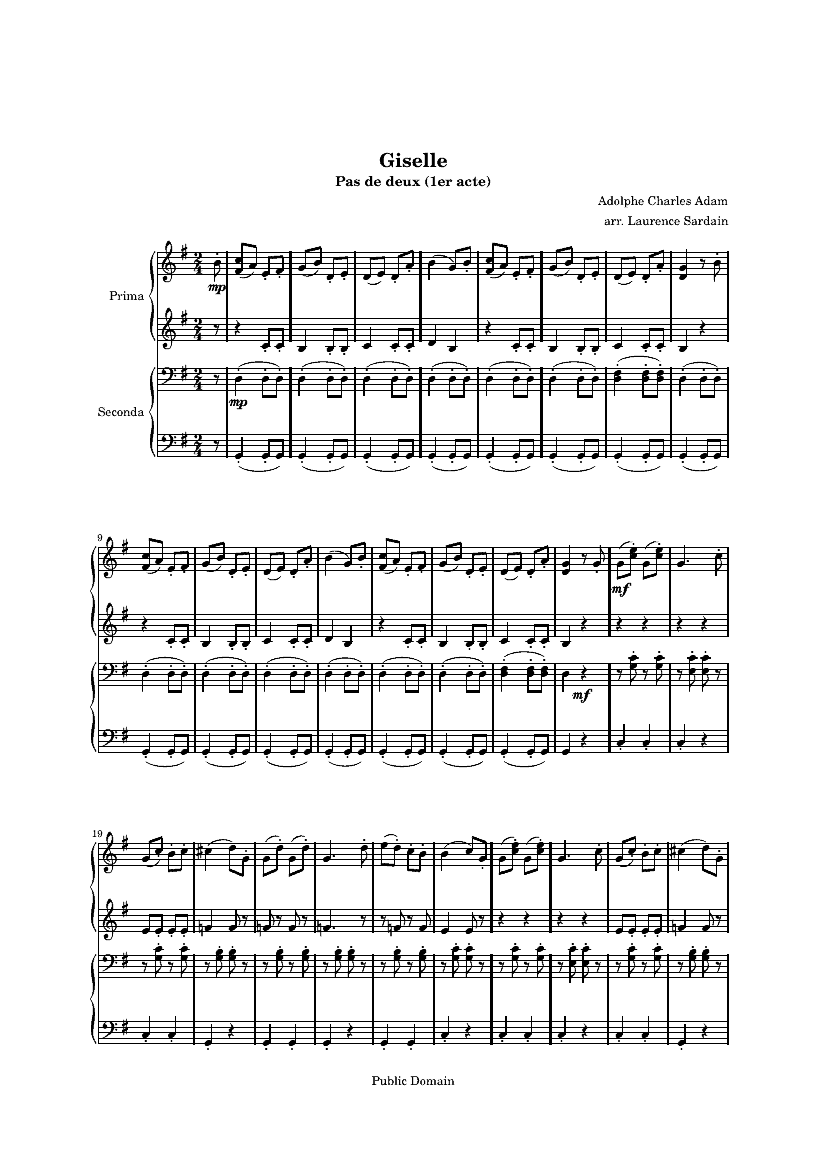 Giselle
Pas de deux (1er acte)
Adolphe Charles Adam
arr. Laurence Sardain
Prima
mp
Seconda
mp
9
mf
mf
19
Public Domain